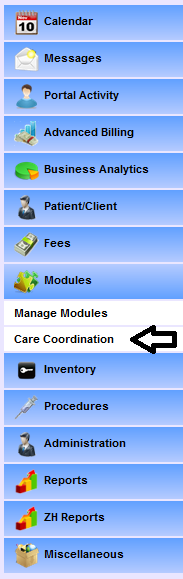 10
Calendar
Messages
Portal Activity
Advanced Billing
Business Analytics
Patient/Client
Fees
Modules
Manage Modules
Care Coordination
Inventory
Procedures
Administration
Reports
ZH Reports
Miscellaneous